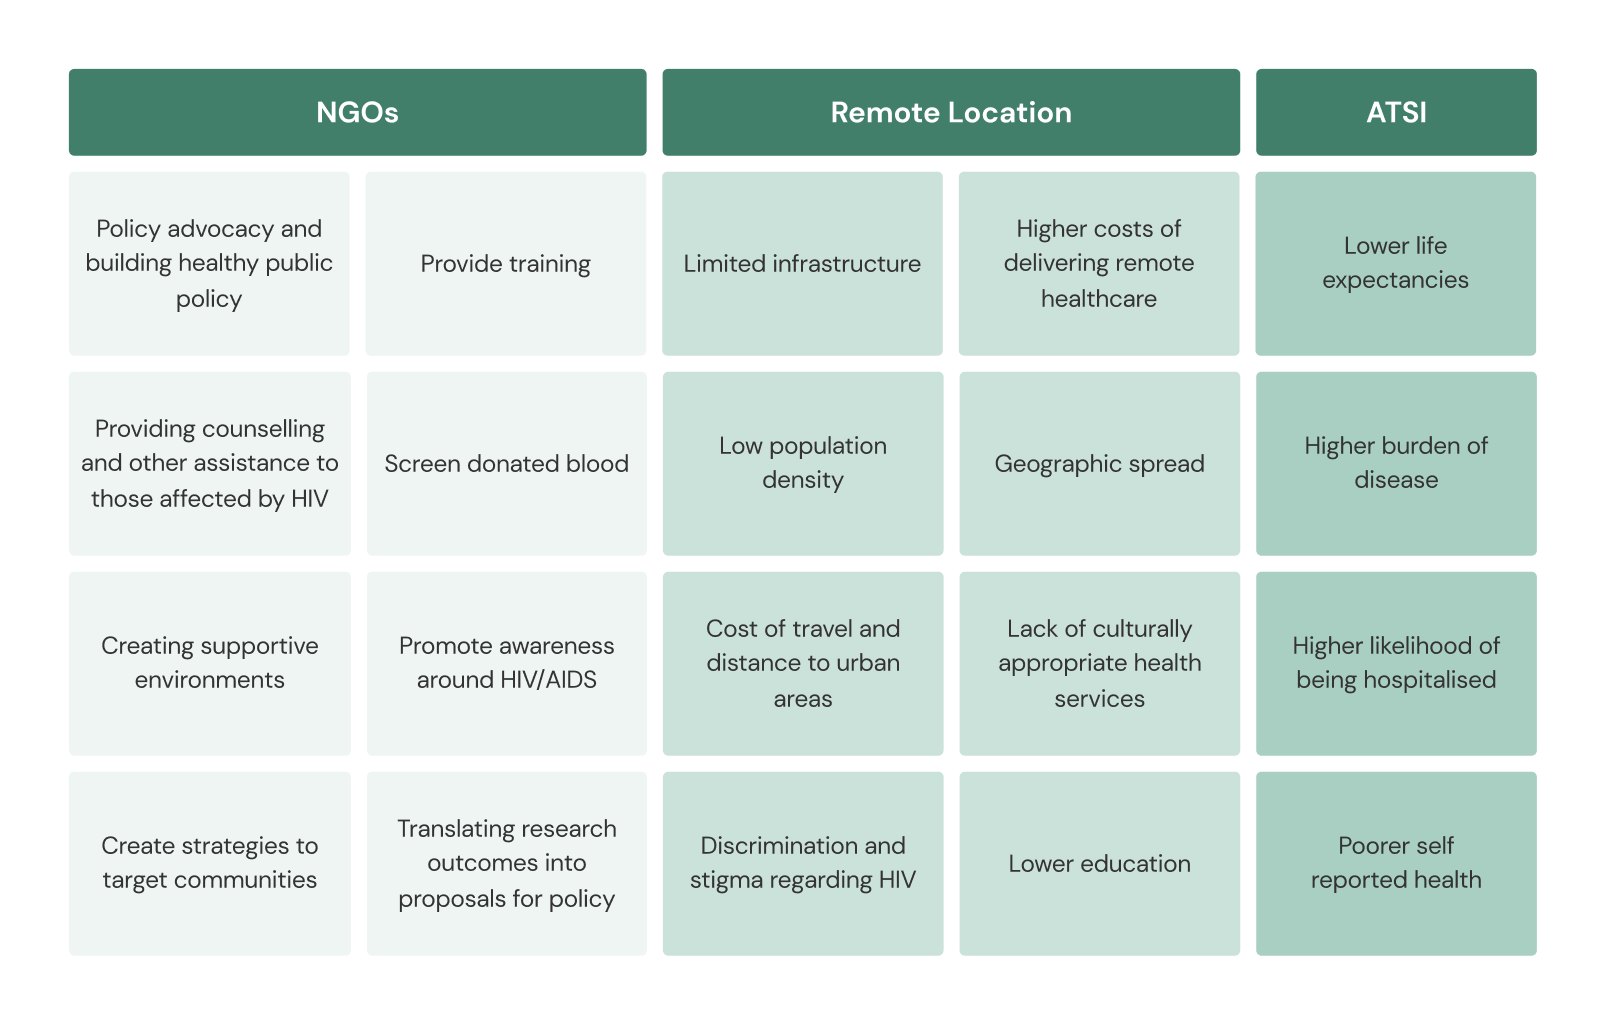 NGOs
Remote Location
ATSI
Policy advocacy and
building healthy public
policy
Provide training
Limited infrastructure
Higher costs of
delivering remote
healthcare
Lower life
expectancies
Providing counselling
and other assistance to
those affected by HIV
Screen donated blood
Low population
density
Geographic spread
Higher burden of
disease
Creating supportive
environments
Promote awareness
around HIV/AIDS
Cost of travel and
distance to urban
areas
Lack of culturally
appropriate health
services
Higher likelihood of
being hospitalised
Create strategies to
target communities
Translating research
outcomes into
proposals for policy
Discrimination and
stigma regarding HIV
Lower education
Poorer self
reported health